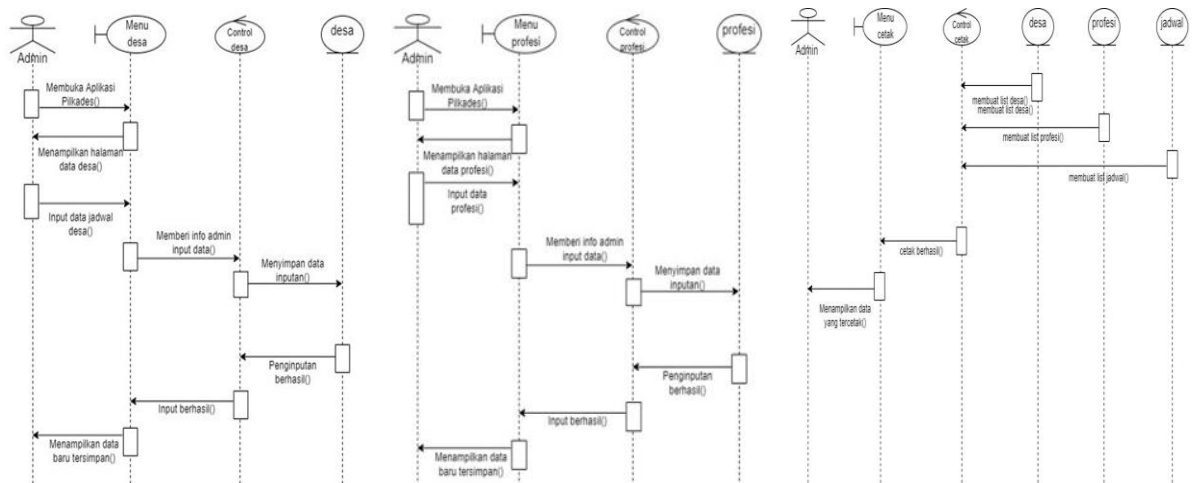 Menu
desa
Control
desa
desa
Admin
Membuka Aplikasi
Pilkades()
Menampilkan halaman
data desa()
Input data jadwal
desa()
Memberi info admin
input data()
Menyimpan data
inputan()
Penginputan
berhasil()
Input berhasil()
Menampilkan data
baru tersimpan()
Menu
profesi
Control
profesi
profesi
Admin
Membuka Aplikasi
Pilkades()
Menampilkan halaman
data profesi()
Input data
profesi()
Memberi info admin
input data()
Menyimpan data
inputan()
Penginputan
berhasil()
Input berhasil()
Menampilkan data
baru tersimpan()
Menu
cetak
Control
cetak
desa
profesi
jadwal
Admin
membuat list desa()
membuat list desa()
membuat list profesi()
membuat list jadwal()
cetak berhasil()
Menampilkan data
yang tercetak()